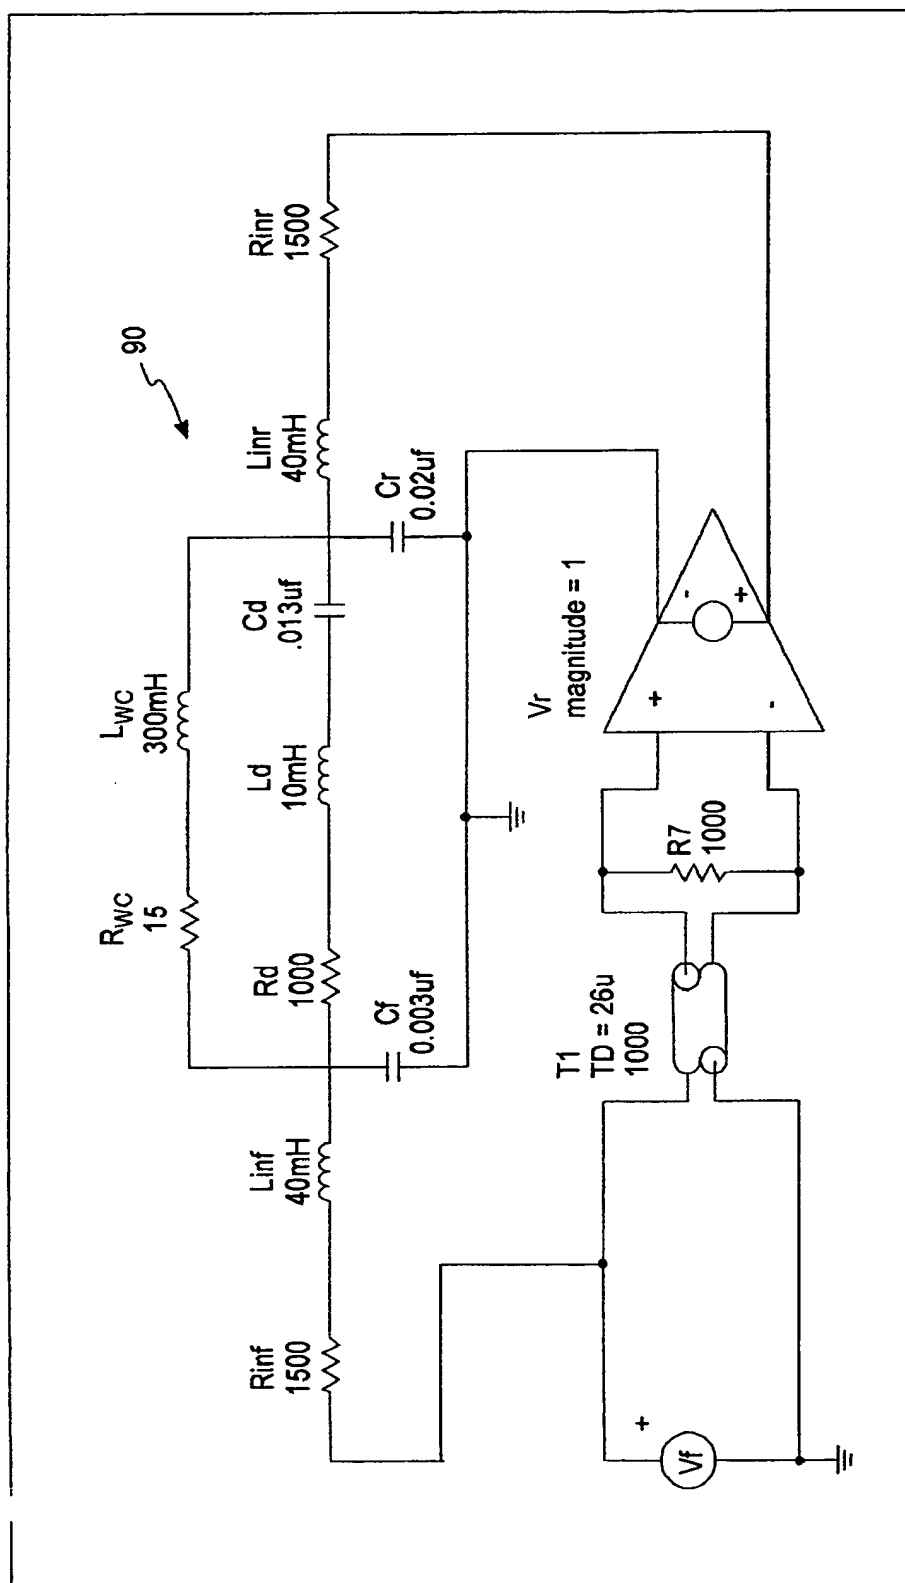 90
Rinf
1500
Linf
40mH
RWC
15
LWC
300mH
Rd
1000
Ld
10mH
Cd
.013uf
Linr
40mH
Rinr
1500
Cf
0.003uf
Cr
0.02uf
Vf
+
T1
TD = 26u
1000
R7
1000
Vr
magnitude = 1
+
-
-
+